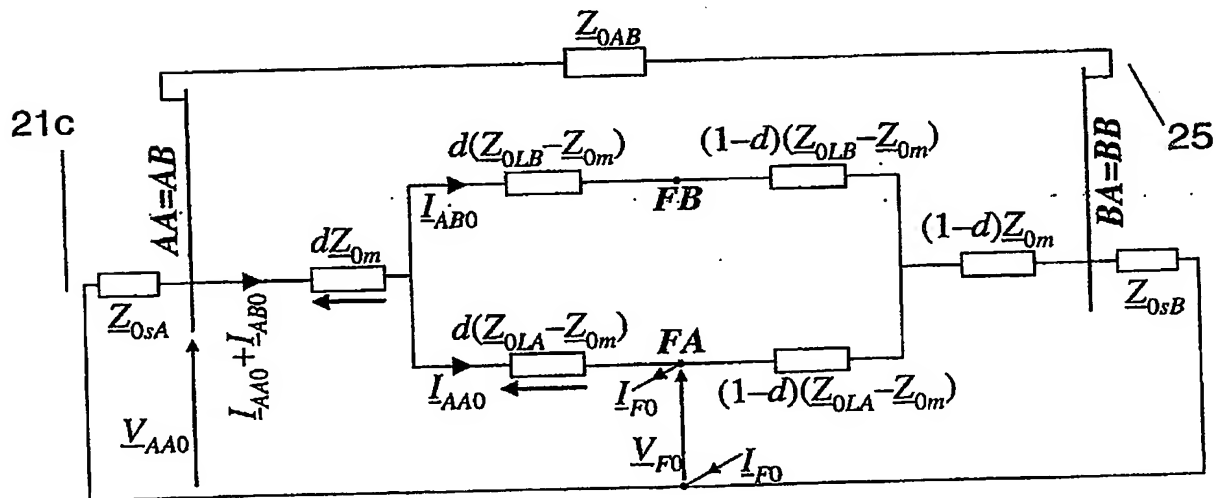 Z0AB
21c
25
AA=AB
BA=BB
d(Z0LB–Z0m)
(1–d)(Z0LB–Z0m)
FB
IAB0
dZ0m
(1–d)Z0m
Z0sA
Z0sB
IAA0+IAB0
d(Z0LA–Z0m)
FA
IAA0
IF0
(1–d)(Z0LA–Z0m)
VAA0
VF0
IF0